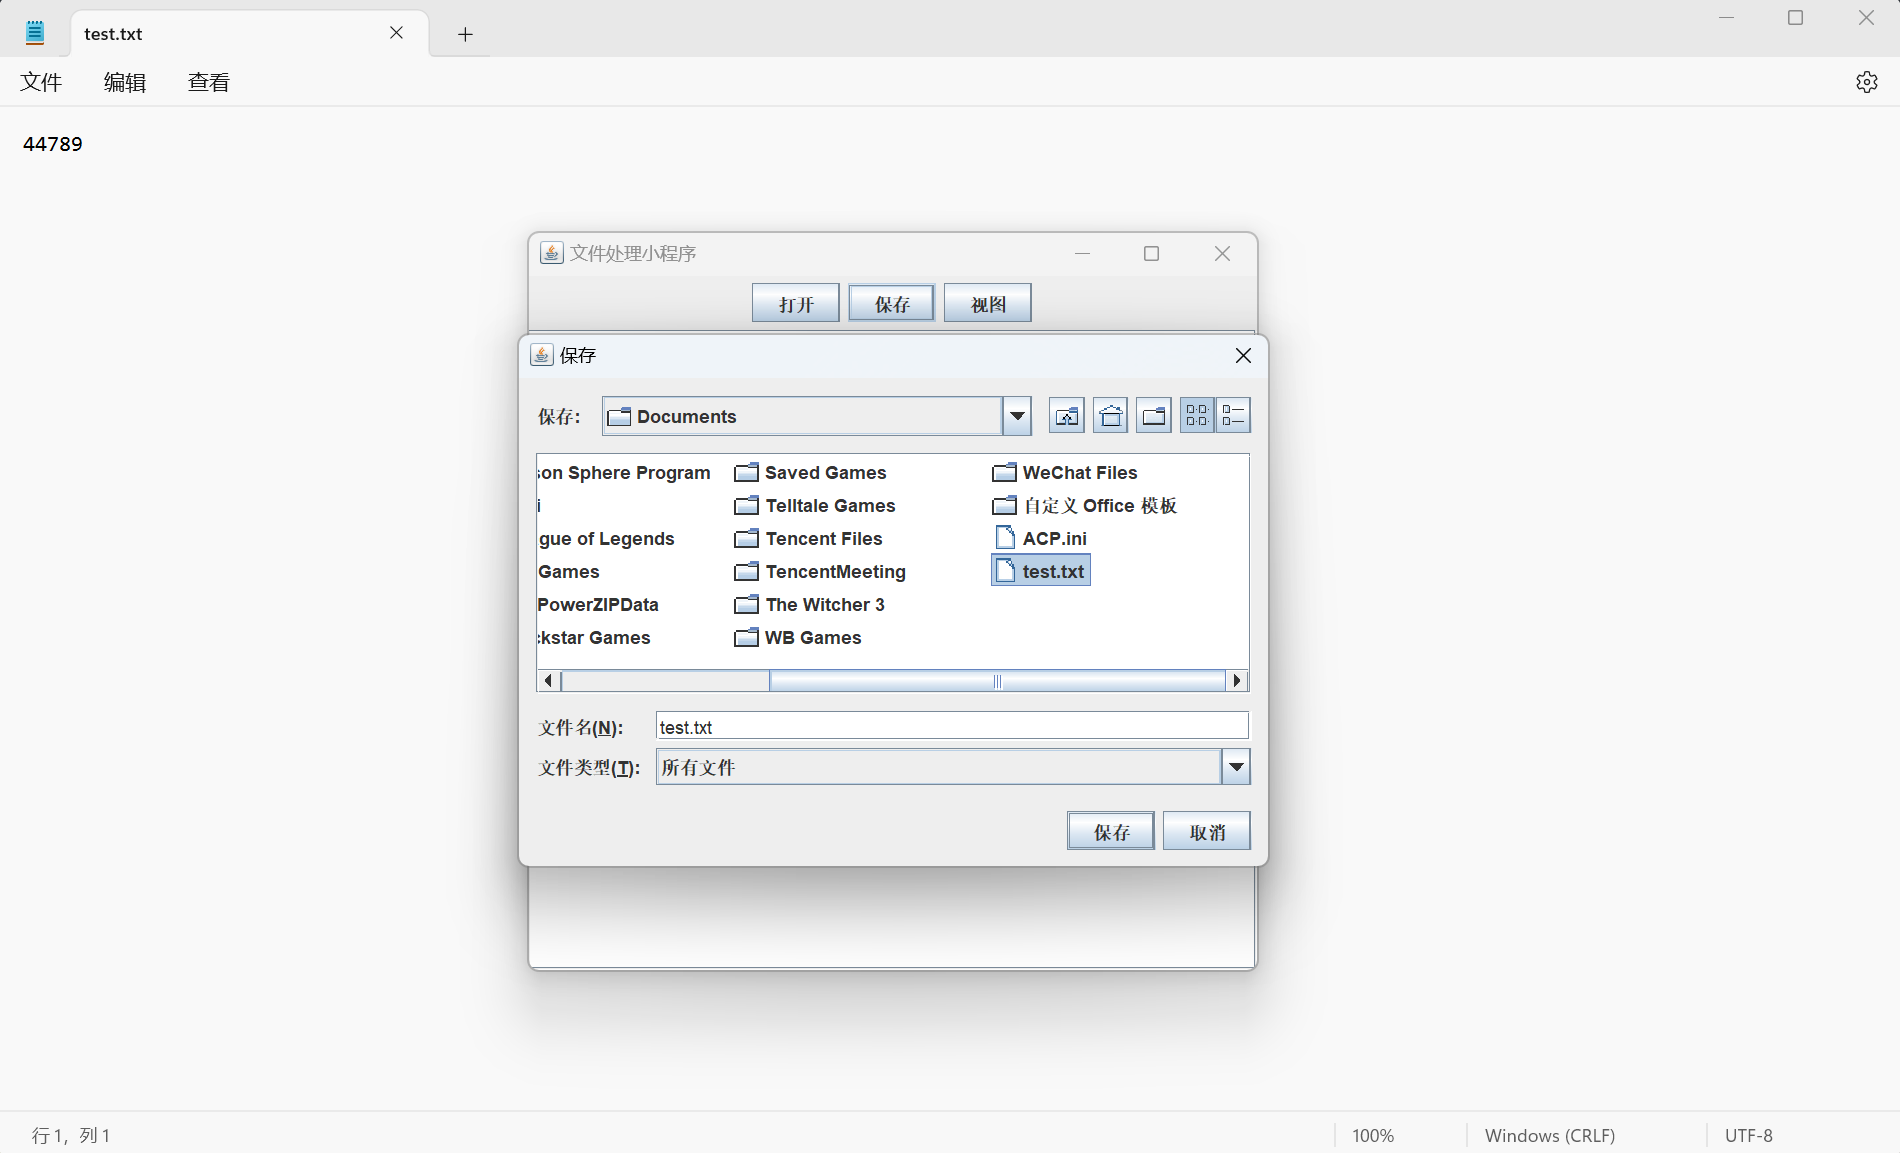 test.txt
文件 编辑 查看
44789
文件处理小程序
打开 保存 视图
保存
保存: Documents
son Sphere Program Saved Games WeChat Files
i Telltale Games 自定义 Office 模板
gue of Legends Tencent Files ACP.ini
Games TencentMeeting test.txt
PowerZIPData The Witcher 3
kstar Games WB Games
文件名(N): test.txt
文件类型(T): 所有文件
保存 取消
行 1, 列 1 100% Windows (CRLF) UTF-8